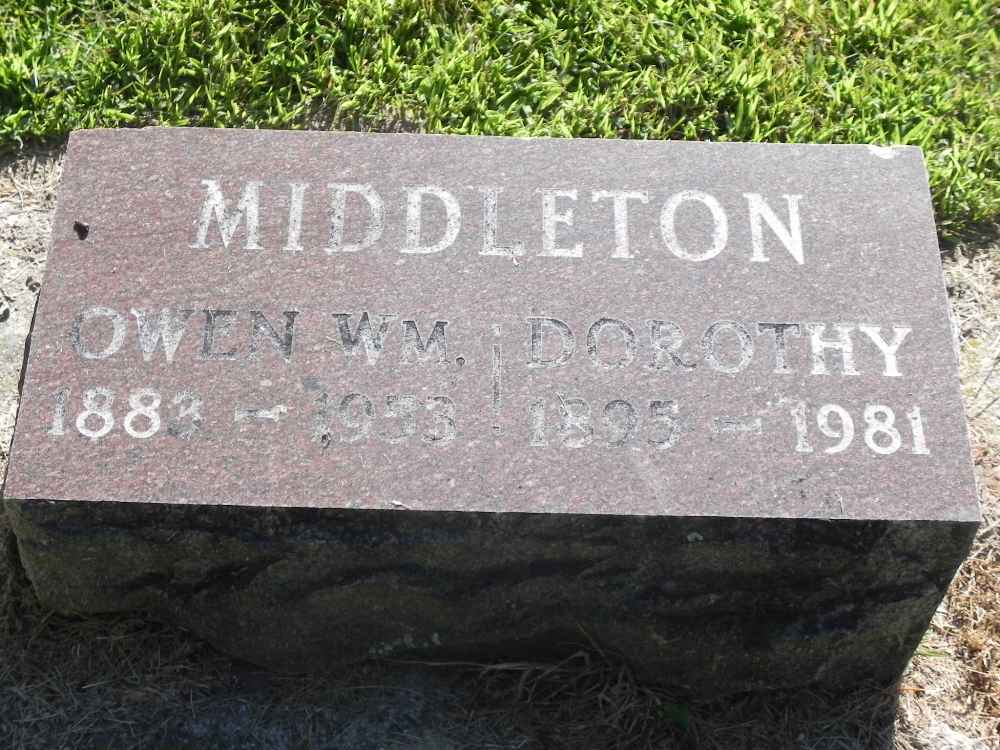 MIDDLETON
OWEN WM. DOROTHY
1883 - 1953 1895 - 1981